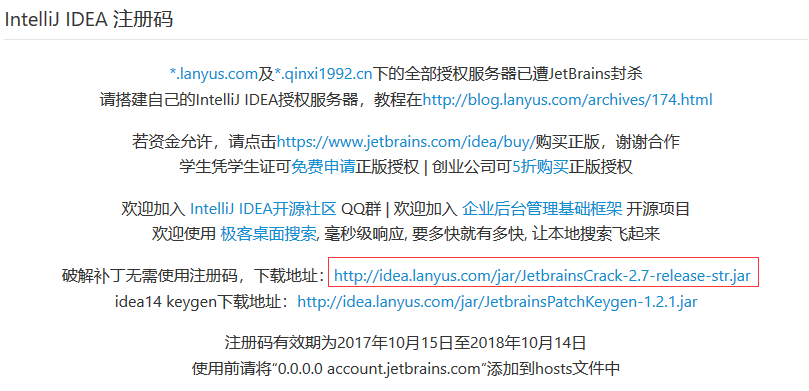 IntelliJ IDEA 注册码
*.lanyus.com及*.qinxi1992.cn下的全部授权服务器已遭JetBrains封杀
请搭建自己的IntelliJ IDEA授权服务器，教程在http://blog.lanyus.com/archives/174.html
若资金允许，请点击https://www.jetbrains.com/idea/buy/购买正版，谢谢合作
学生凭学生证可免费申请正版授权 | 创业公司可5折购买正版授权
欢迎加入 IntelliJ IDEA开源社区 QQ群 | 欢迎加入 企业后台管理基础框架 开源项目
欢迎使用 极客桌面搜索, 毫秒级响应, 要多快就有多快, 让本地搜索飞起来
破解补丁无需使用注册码，下载地址：http://idea.lanyus.com/jar/JetbrainsCrack-2.7-release-str.jar
idea14 keygen下载地址：http://idea.lanyus.com/jar/JetbrainsPatchKeygen-1.2.1.jar
注册码有效期为2017年10月15日至2018年10月14日
使用前请将“0.0.0.0 account.jetbrains.com”添加到hosts文件中